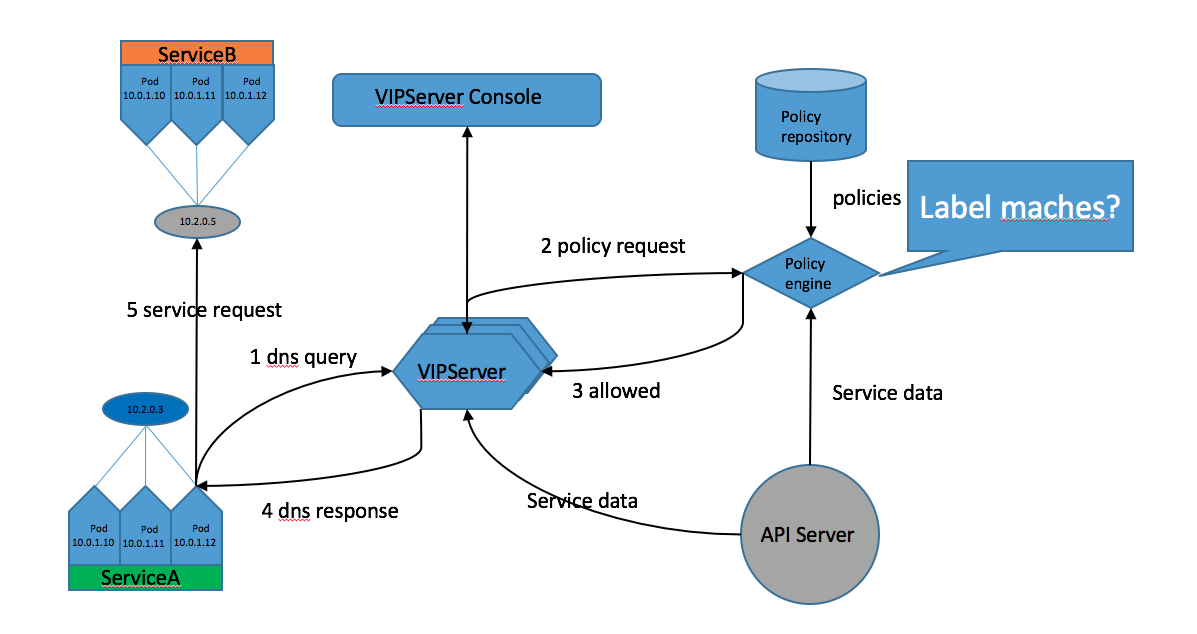 ServiceB
Pod
10.0.1.10
Pod
10.0.1.11
Pod
10.0.1.12
VIPServer Console
Policy
repository
policies
Label maches?
10.2.0.5
2 policy request
Policy
engine
5 service request
1 dns query
VIPServer
3 allowed
Service data
10.2.0.3
4 dns response
Service data
Pod
10.0.1.10
Pod
10.0.1.11
Pod
10.0.1.12
API Server
ServiceA